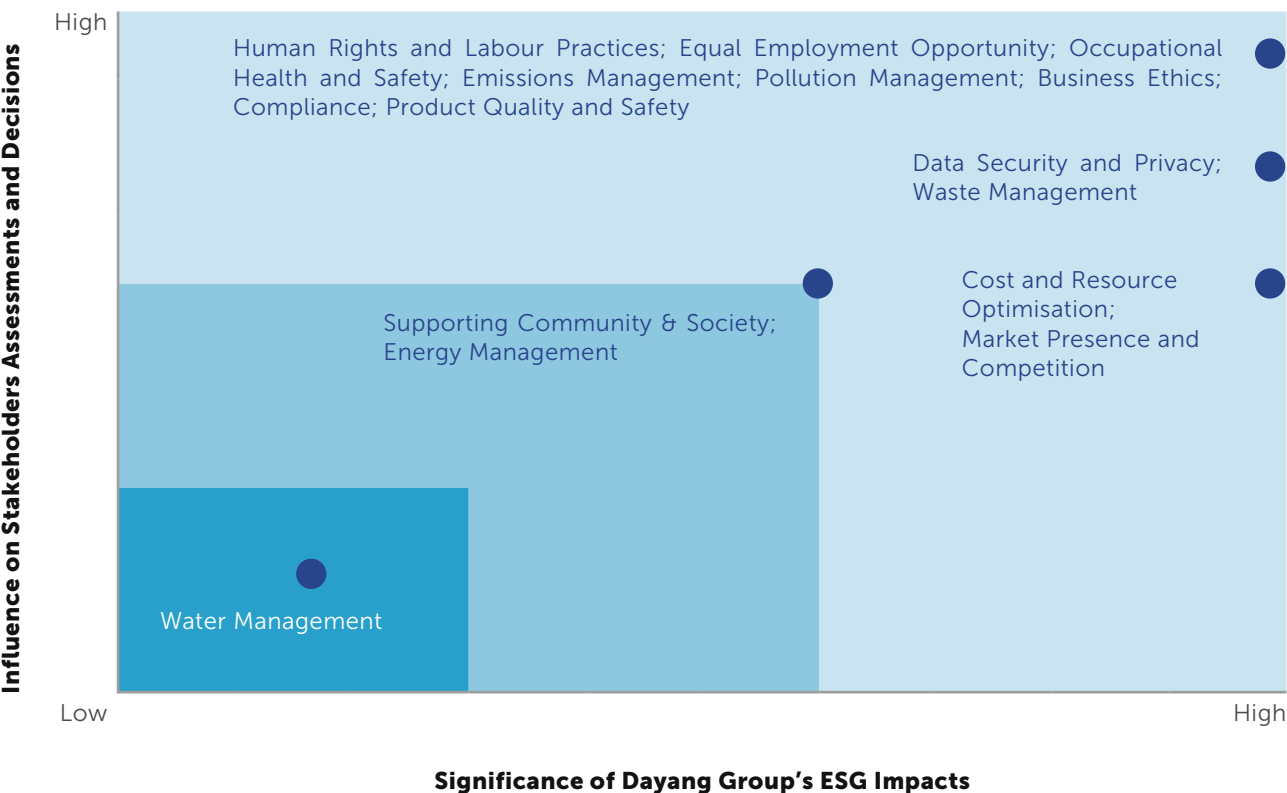 High
Influence on Stakeholders Assessments and Decisions
Human Rights and Labour Practices; Equal Employment Opportunity; Occupational
Health and Safety; Emissions Management; Pollution Management; Business Ethics;
Compliance; Product Quality and Safety
Data Security and Privacy;
Waste Management
Cost and Resource
Optimisation;
Market Presence and
Competition
Supporting Community & Society;
Energy Management
Water Management
Low
High
Significance of Dayang Group's ESG Impacts